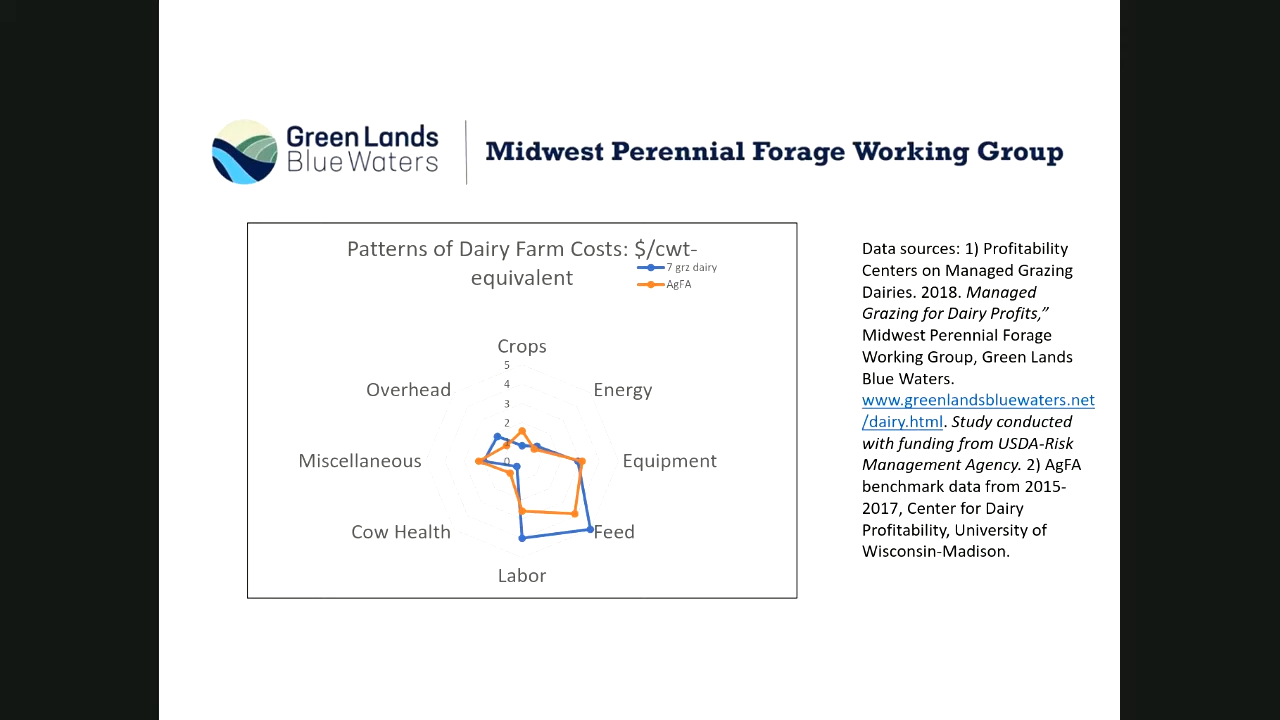 Green Lands
Blue Waters
Midwest Perennial Forage Working Group
Patterns of Dairy Farm Costs: $/cwt-
equivalent
7 grz dairy
AgFA
Crops
5
4
3
2
0
Overhead
Energy
Miscellaneous
Equipment
Cow Health
Feed
Labor
Data sources: 1) Profitability
Centers on Managed Grazing
Dairies. 2018. Managed
Grazing for Dairy Profits,”
Midwest Perennial Forage
Working Group, Green Lands
Blue Waters.
www.greenlandsbluewaters.net
/dairy.html. Study conducted
with funding from USDA-Risk
Management Agency. 2) AgFA
benchmark data from 2015-
2017, Center for Dairy
Profitability, University of
Wisconsin-Madison.